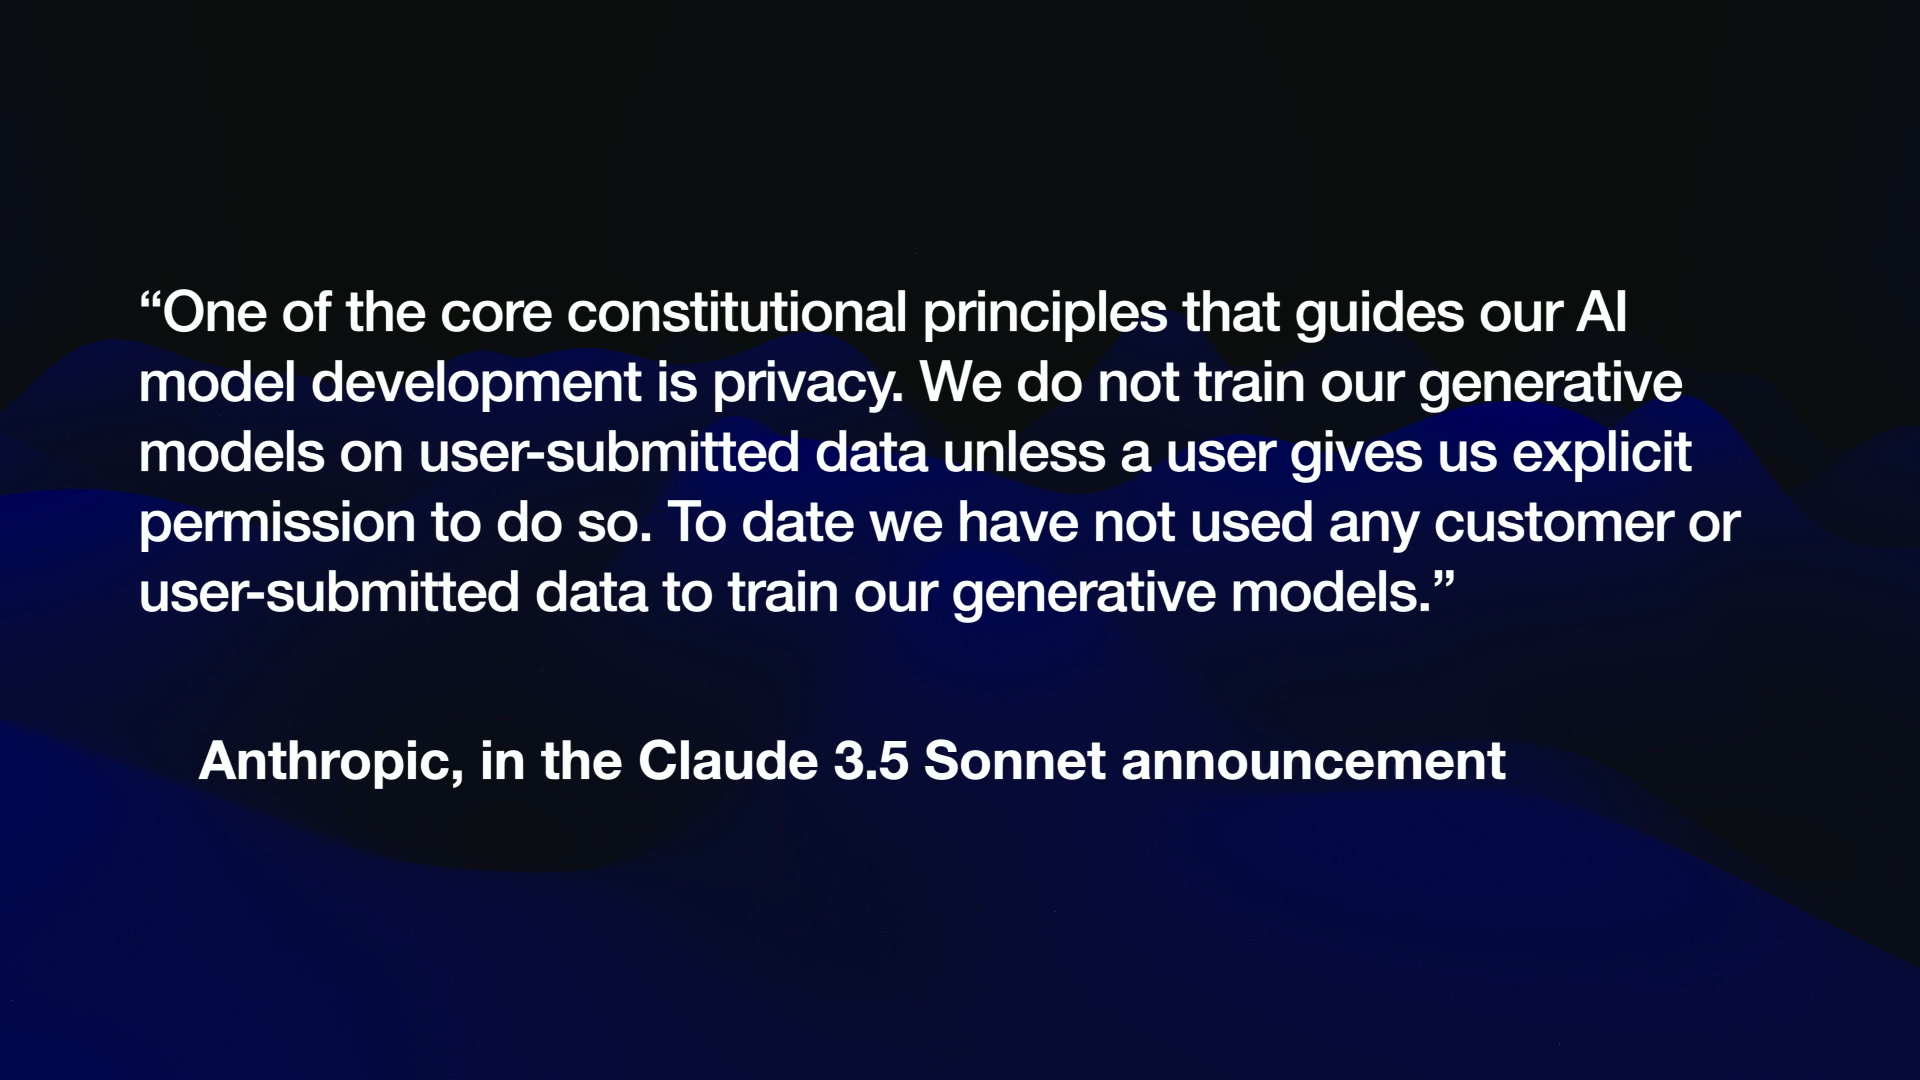 “One of the core constitutional principles that guides our AI
model development is privacy. We do not train our generative
models on user-submitted data unless a user gives us explicit
permission to do so. To date we have not used any customer or
user-submitted data to train our generative models.”
Anthropic, in the Claude 3.5 Sonnet announcement